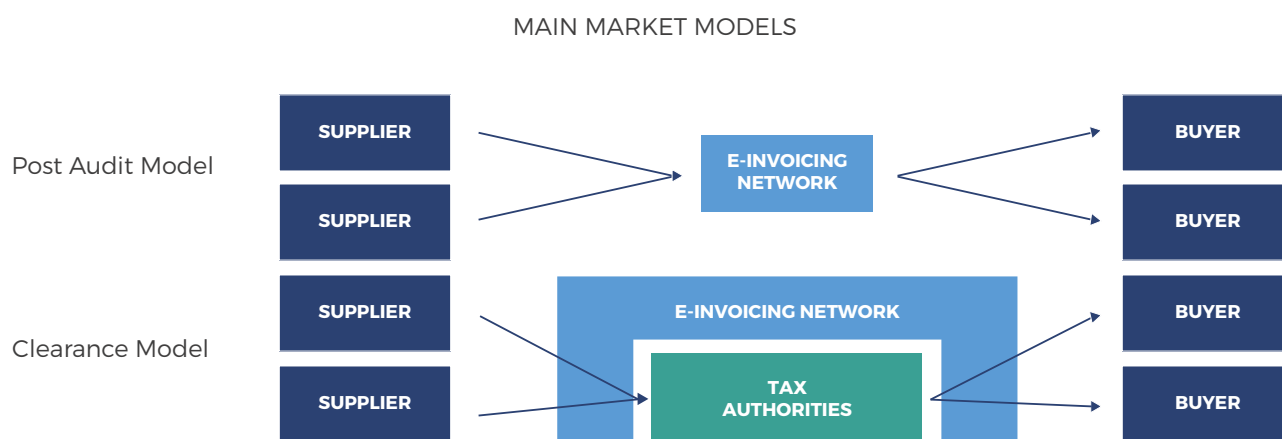 MAIN MARKET MODELS
Post Audit Model
SUPPLIER
SUPPLIER
E-INVOICING
NETWORK
BUYER
BUYER
Clearance Model
SUPPLIER
SUPPLIER
E-INVOICING NETWORK
TAX
AUTHORITIES
BUYER
BUYER